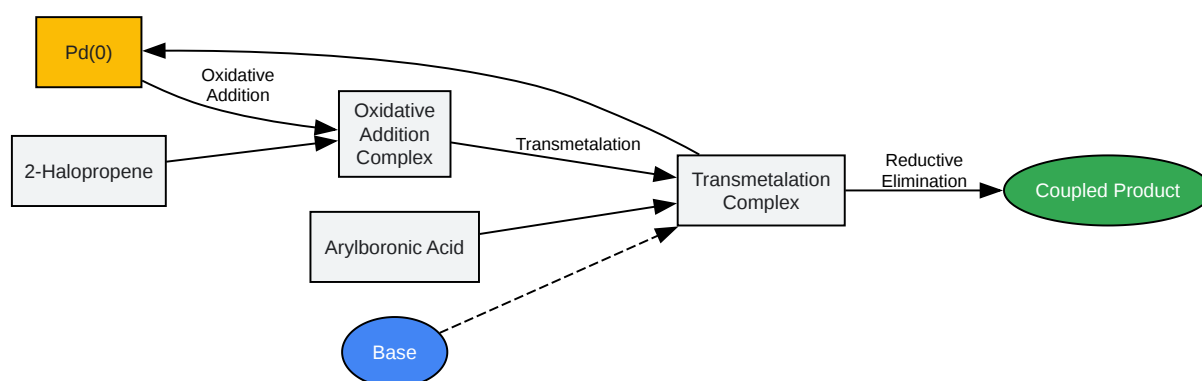 Pd(0)
Oxidative
Addition
2-Halopropene
Oxidative
Addition
Complex
Transmetalation
Arylboronic Acid
Base
Transmetalation
Complex
Reductive
Elimination
Coupled Product